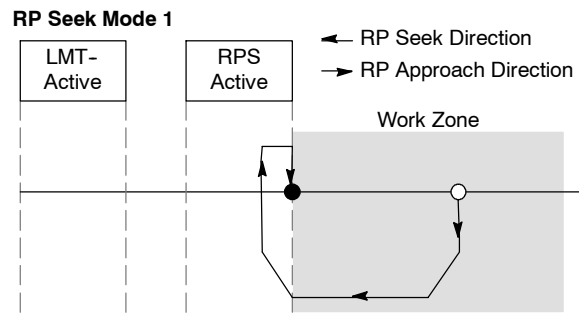 RP Seek Mode 1
LMT-
Active
RPS
Active
RP Seek Direction
RP Approach Direction
Work Zone